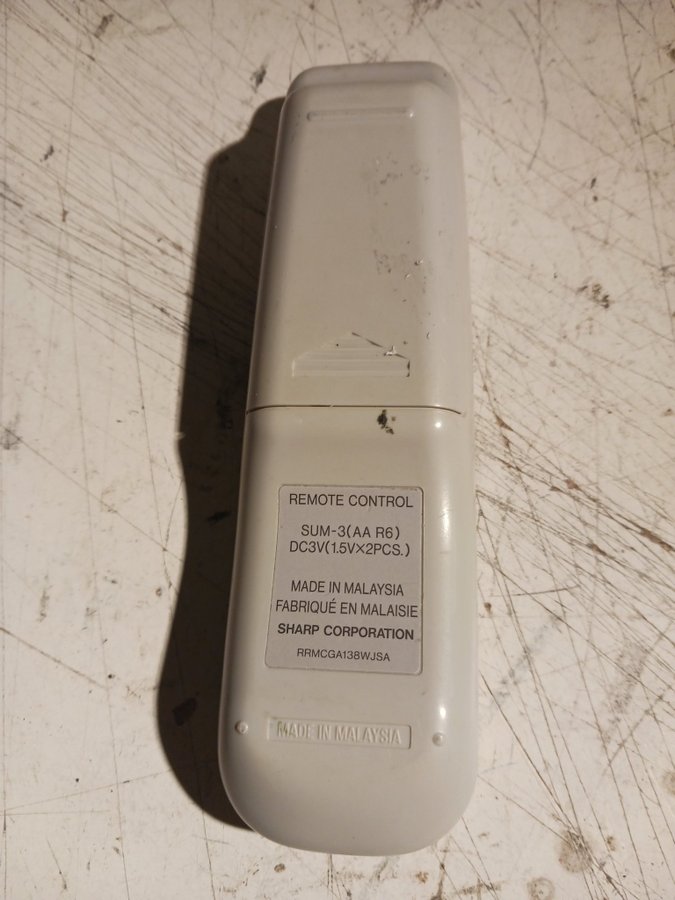 REMOTE CONTROL
SUM-3(AA R6)
DC3V(1.5V×2PCS.)
MADE IN MALAYSIA
FABRIQUÉ EN MALAISIE
SHARP CORPORATION
RRMCGA138WJSA
MADE IN MALAYSIA